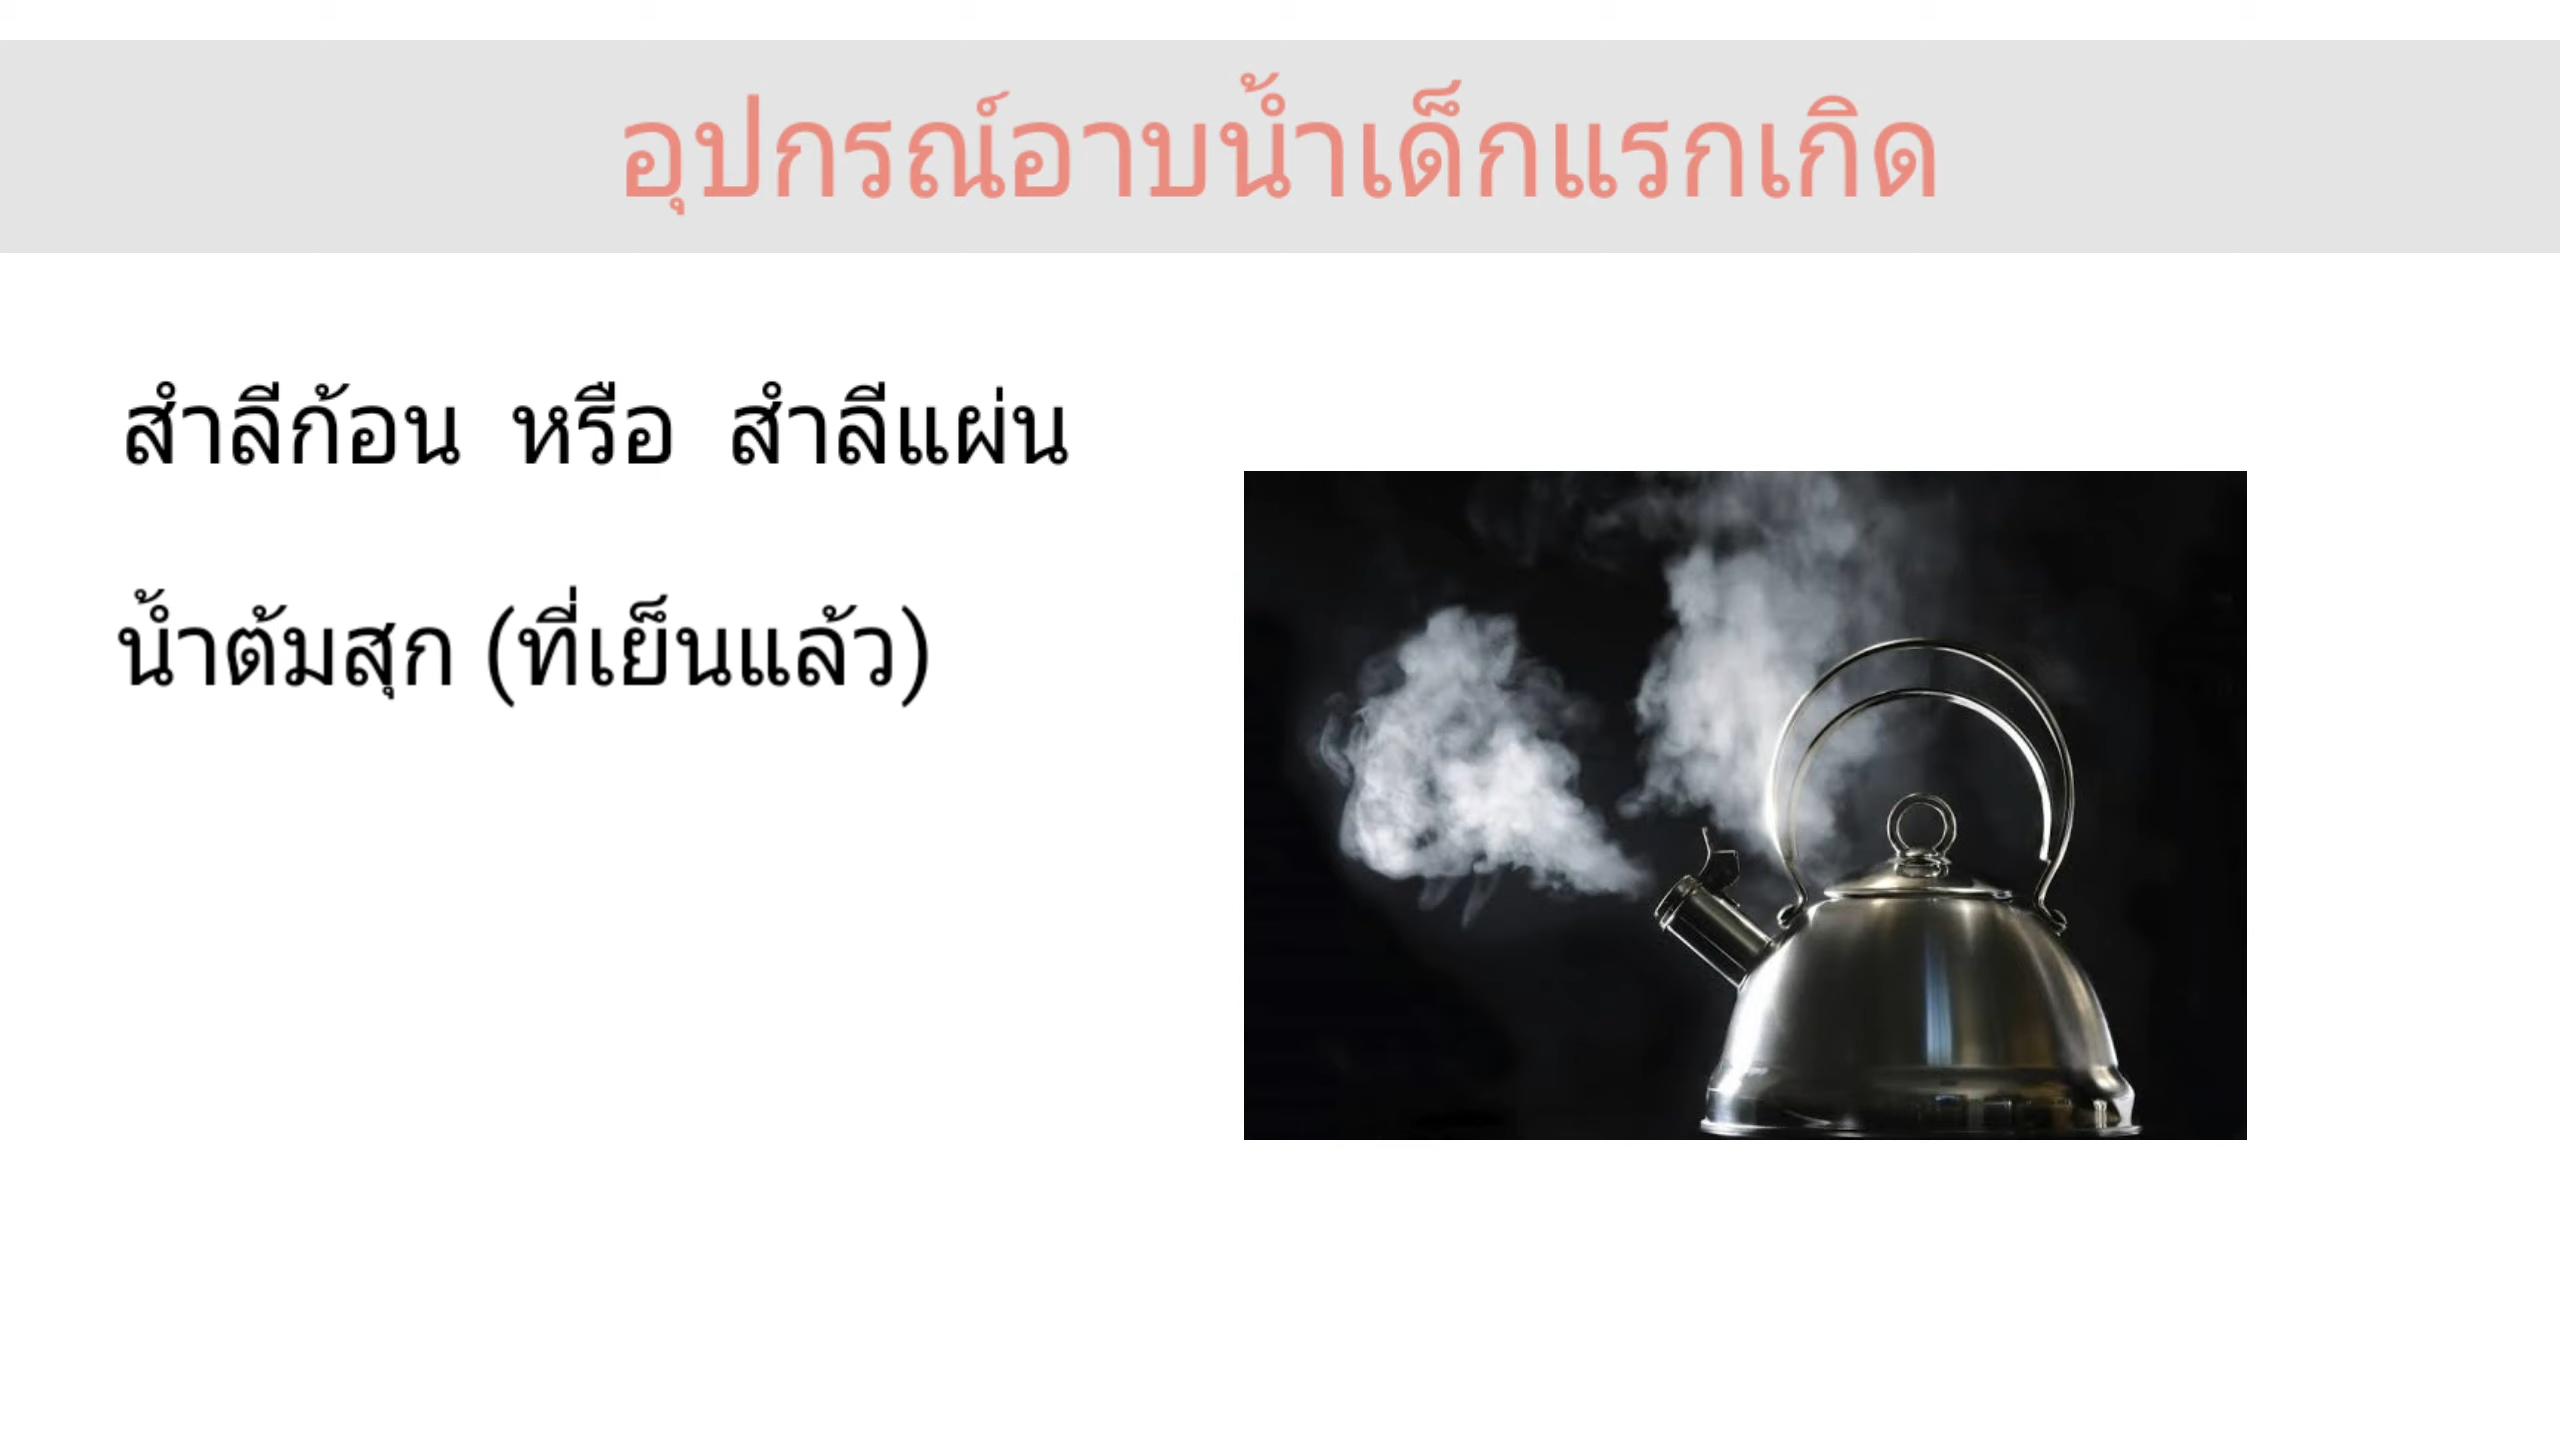 อุปกรณ์อาบน้ำเด็กแรกเกิด
สำลีก้อน หรือ สำลีแผ่น
น้ำต้มสุก (ที่เย็นแล้ว)